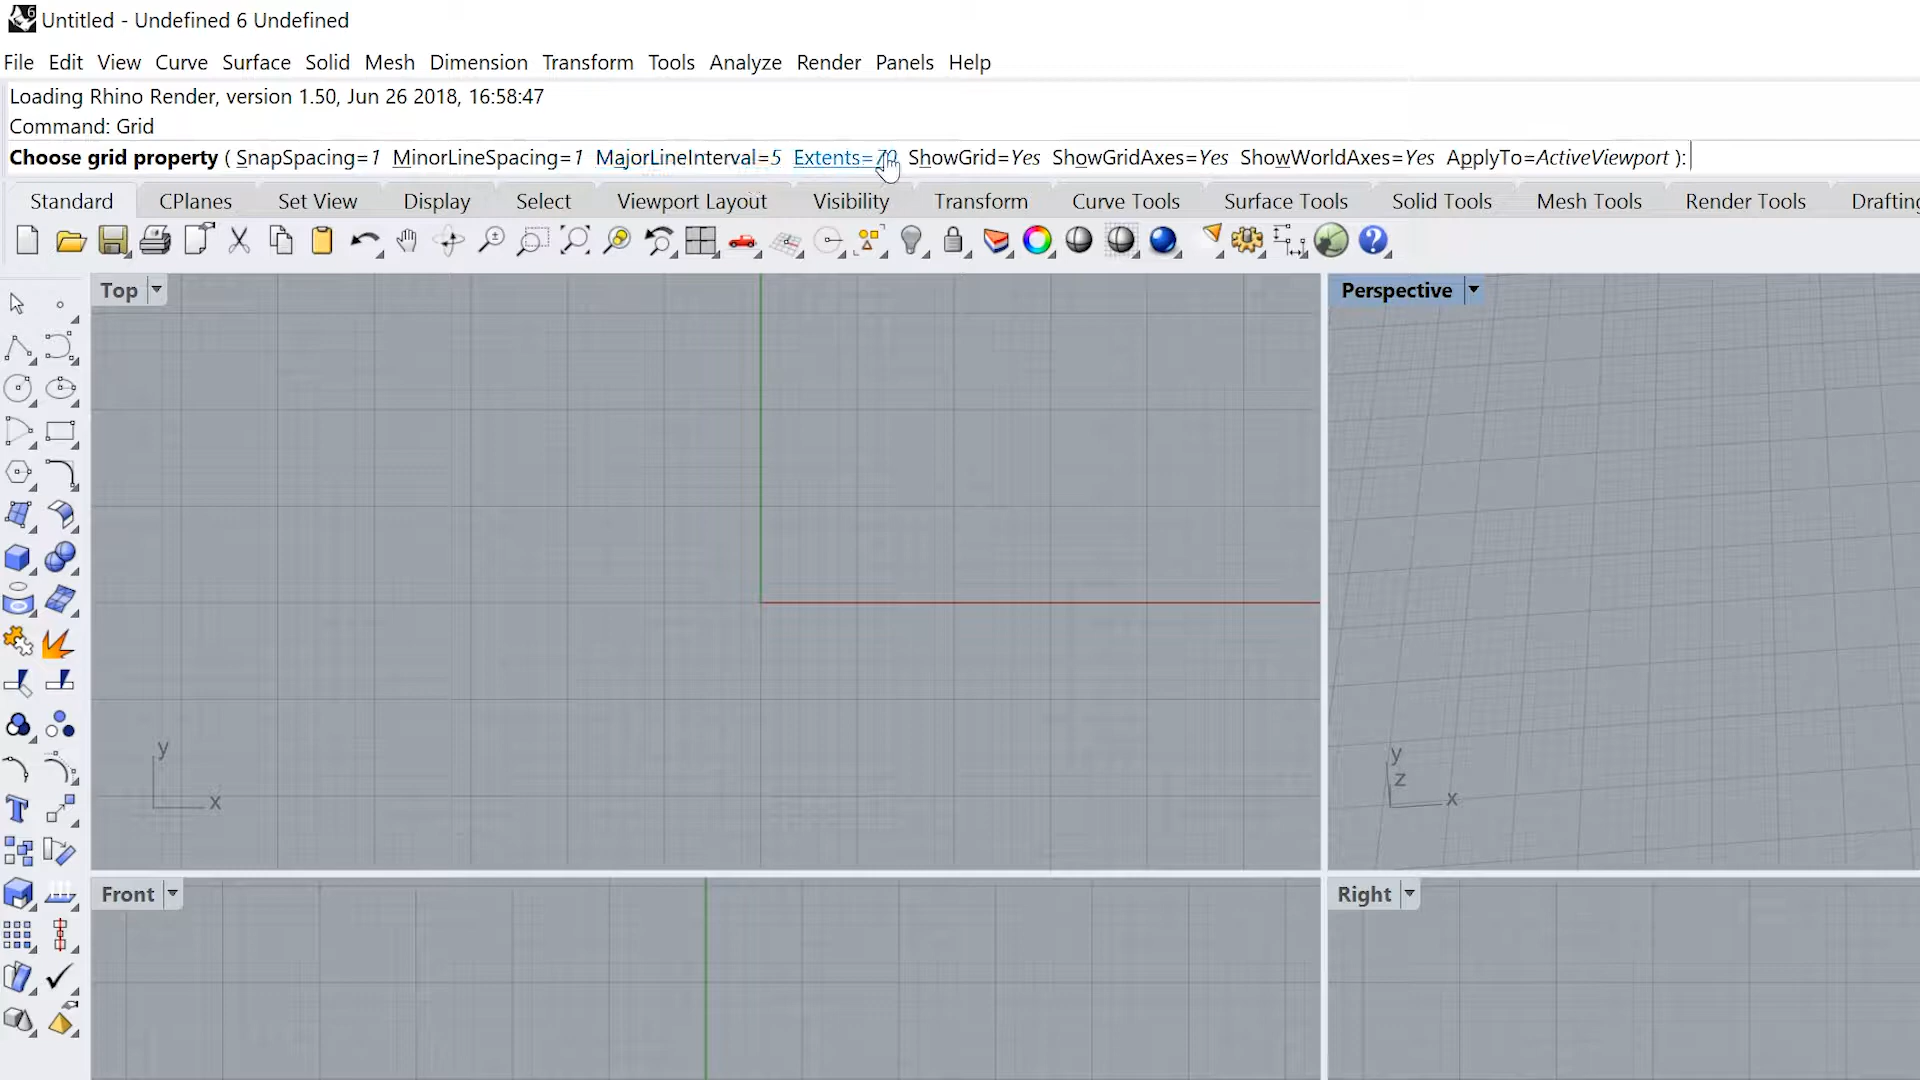 Untitled - Undefined 6 Undefined
File Edit View Curve Surface Solid Mesh Dimension Transform Tools Analyze Render Panels Help
Loading Rhino Render, version 1.50, Jun 26 2018, 16:58:47
Command: Grid
Choose grid property ( SnapSpacing=1 MinorLineSpacing=1 MajorLineInterval=5 Extents=70 ShowGrid=Yes ShowGridAxes=Yes ShowWorldAxes=Yes ApplyTo=ActiveViewport ):
Standard CPlanes Set View Display Select Viewport Layout Visibility Transform Curve Tools Surface Tools Solid Tools Mesh Tools Render Tools Drafting
Top
Perspective
y
x
y
z
x
Front
Right